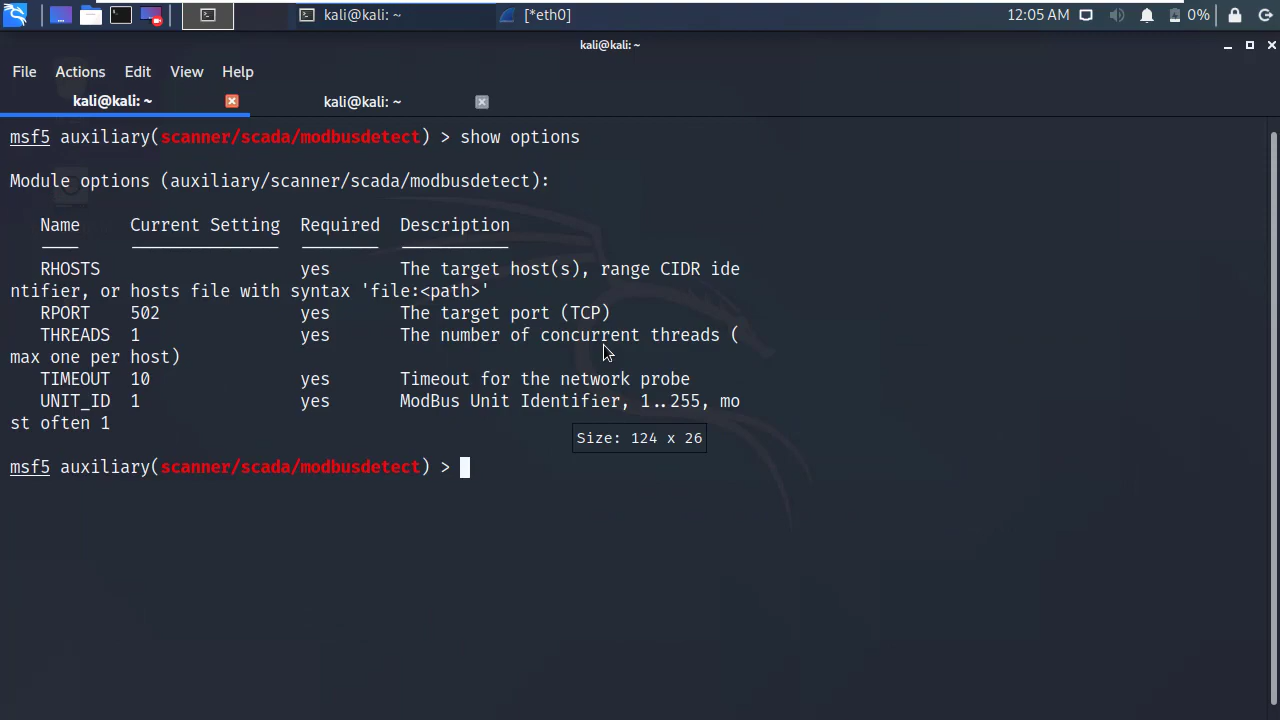 kali@kali: ~
[*eth0]
12:05 AM
0%
kali@kali: ~
File Actions Edit View Help
kali@kali: ~
kali@kali: ~
msf5 auxiliary(scanner/scada/modbusdetect) > show options
Module options (auxiliary/scanner/scada/modbusdetect):
Name Current Setting Required Description
RHOSTS yes The target host(s), range CIDR ide
ntifier, or hosts file with syntax 'file:<path>'
RPORT 502 yes The target port (TCP)
THREADS 1 yes The number of concurrent threads (
max one per host)
TIMEOUT 10 yes Timeout for the network probe
UNIT_ID 1 yes ModBus Unit Identifier, 1..255, mo
st often 1
Size: 124 x 26
msf5 auxiliary(scanner/scada/modbusdetect) >